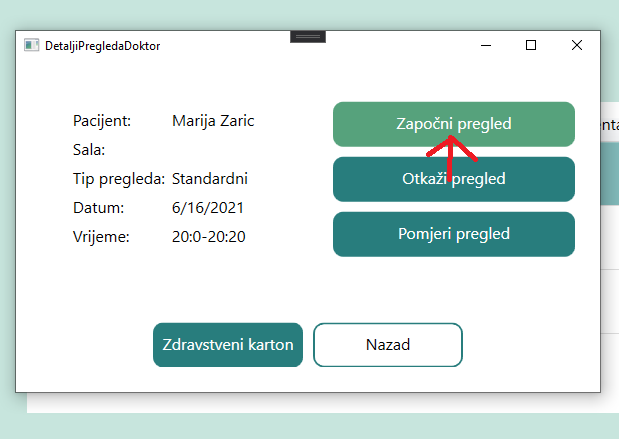 DetaljiPregledaDoktor
Pacijent: Marija Zaric
Sala:
Tip pregleda: Standardni
Datum: 6/16/2021
Vrijeme: 20:0-20:20
Započni pregled
Otkaži pregled
Pomjeri pregled
Zdravstveni karton
Nazad